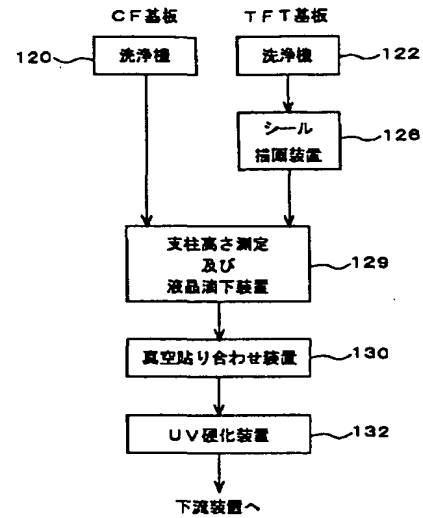 CF基板 TFT基板
120 洗浄機 洗浄機 122
シール
描画装置
126
支柱高さ測定
及び
液晶滴下装置
129
真空貼り合わせ装置 130
UV硬化装置 132
下流装置へ